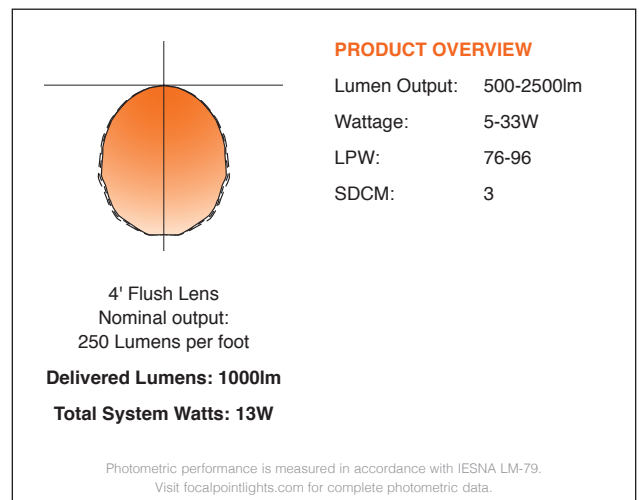 PRODUCT OVERVIEW
Lumen Output: 500-2500lm
Wattage: 5-33W
LPW: 76-96
SDCM: 3
4' Flush Lens
Nominal output:
250 Lumens per foot
Delivered Lumens: 1000lm
Total System Watts: 13W
Photometric performance is measured in accordance with IESNA LM-79.
Visit focalpointlights.com for complete photometric data.